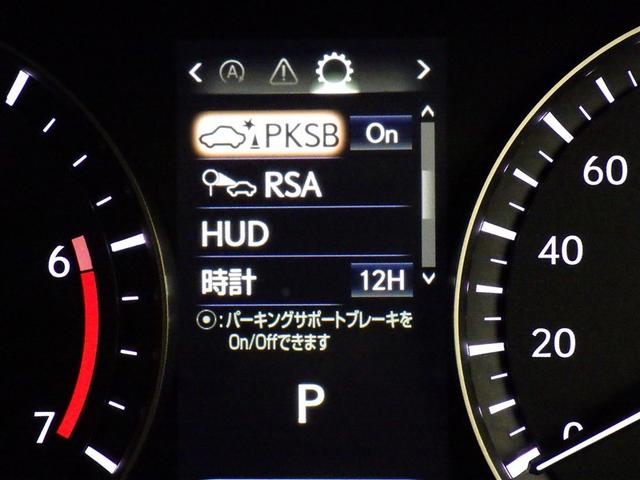 A
PKSB On
RSA
HUD
時計 12H
⦿:パーキングサポートブレーキを
On/Offできます
P
6
7
60
40
20
0